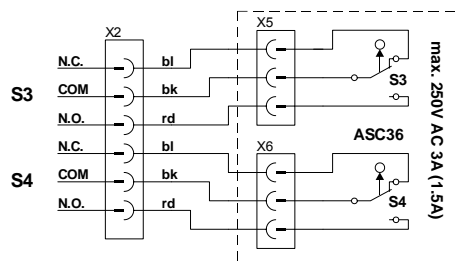 X2
X5
N.C. bl
S3 COM bk S3
N.O. rd
ASC36
N.C. bl X6
S4 COM bk S4
N.O. rd
max. 250V AC 3A (1.5A)